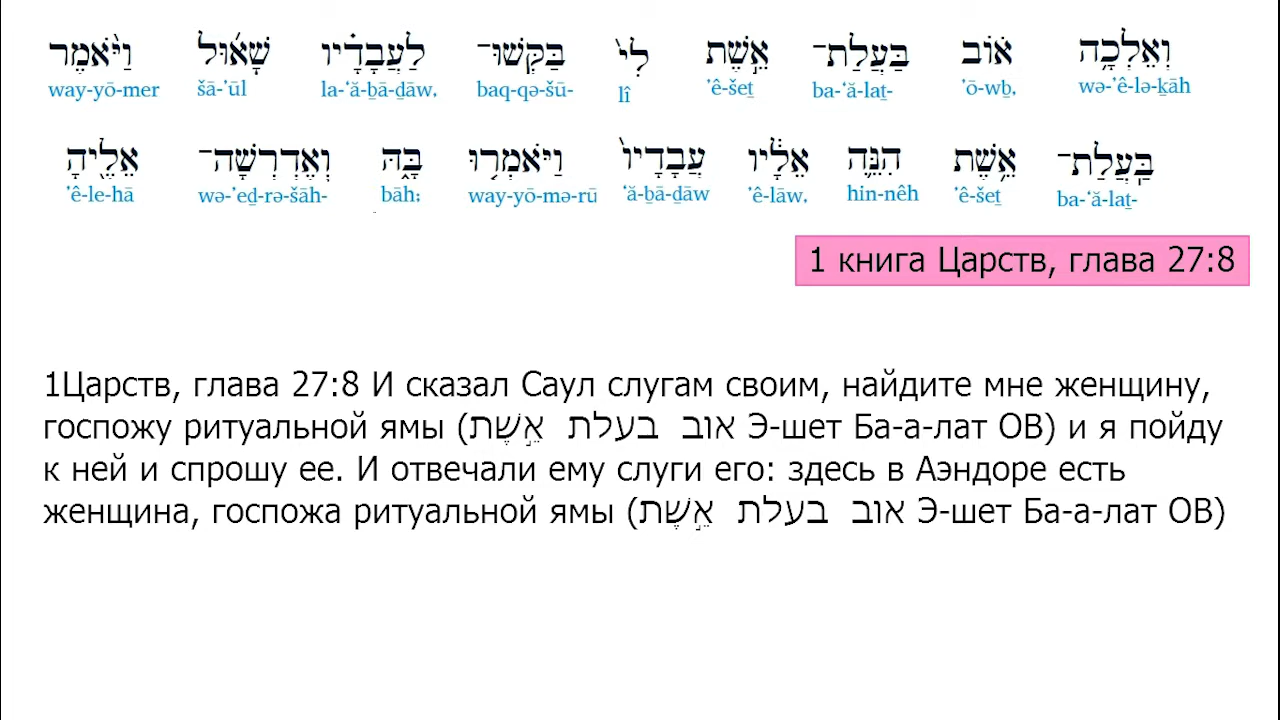 וַיֹּ֨אמֶר שָׁא֜וּל לַעֲבָדָ֗יו בַּקְּשׁוּ־ לִי֙ אֵ֣שֶׁת בַּעֲלַת־ א֔וֹב וְאֵלְכָ֥ה
way-yō-mer šā-’ūl la-‘ă-ḇā-ḏāw, baq-qə-šū- lî ’ê-šeṯ ba-‘ă-laṯ- ’ō-wḇ, wə-’ê-lə-ḵāh
אֵלֶ֖יהָ וְאֶדְרְשָׁה־ בָּ֑הּ וַיֹּאמְר֤וּ עֲבָדָיו֙ אֵלָ֔יו הִנֵּ֛ה אֵ֥שֶׁת בַּֽעֲלַת־
’ê-le-hā wə-’eḏ-rə-šāh- bāh; way-yō-mə-rū ‘ă-ḇā-ḏāw ’ê-lāw, hin-nêh ’ê-šeṯ ba-‘ă-laṯ-
1 книга Царств, глава 27:8
1Царств, глава 27:8 И сказал Саул слугам своим, найдите мне женщину,
госпожу ритуальной ямы (אֵ֣שֶׁת בעלת אוב Э-шет Ба-а-лат ОВ) и я пойду
к ней и спрошу ее. И отвечали ему слуги его: здесь в Аэндоре есть
женщина, госпожа ритуальной ямы (אֵ֣שֶׁת בעלת אוב Э-шет Ба-а-лат ОВ)